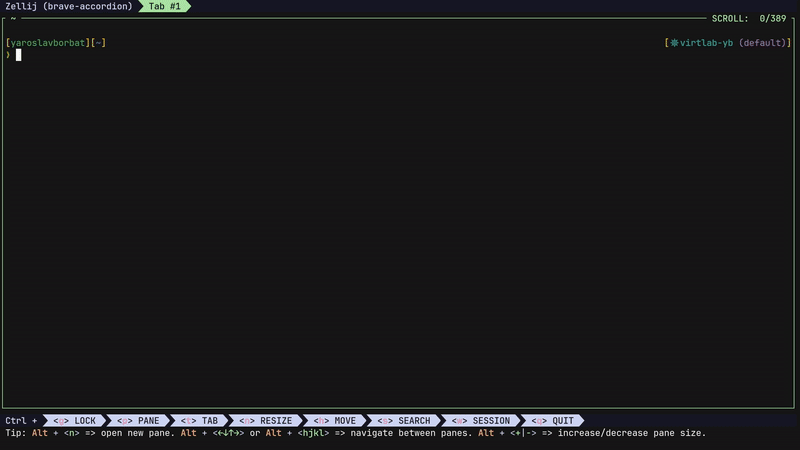 Zellij (brave-accordion) Tab #1
~ SCROLL: 0/389
[yaroslavborbat][~] [⎈virtlab-yb (default)]
❯
Ctrl + <g> LOCK <p> PANE <t> TAB <n> RESIZE <h> MOVE <s> SEARCH <o> SESSION <q> QUIT
Tip: Alt + <n> => open new pane. Alt + <←↓↑→> or Alt + <hjkl> => navigate between panes. Alt + <+|-> => increase/decrease pane size.